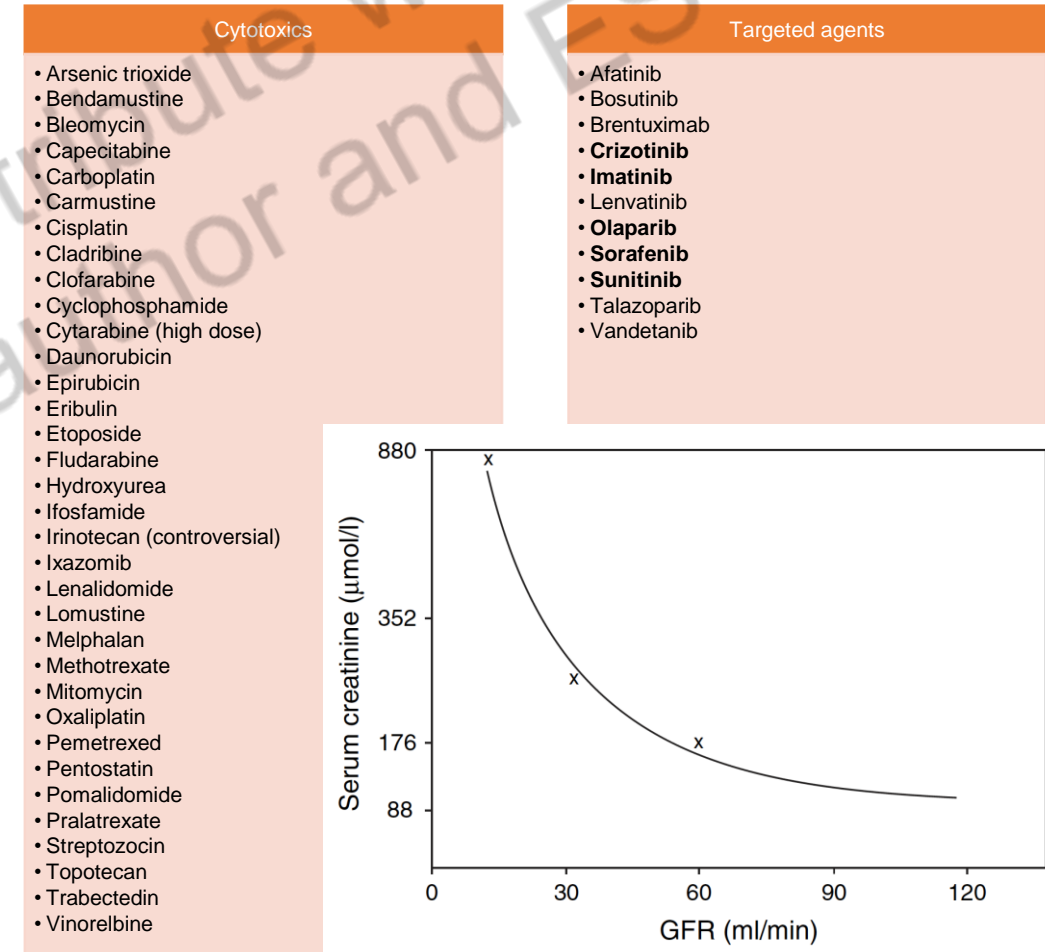 Cytotoxics
• Arsenic trioxide
• Bendamustine
• Bleomycin
• Capecitabine
• Carboplatin
• Carmustine
• Cisplatin
• Cladribine
• Clofarabine
• Cyclophosphamide
• Cytarabine (high dose)
• Daunorubicin
• Epirubicin
• Eribulin
• Etoposide
• Fludarabine
• Hydroxyurea
• Ifosfamide
• Irinotecan (controversial)
• Ixazomib
• Lenalidomide
• Lomustine
• Melphalan
• Methotrexate
• Mitomycin
• Oxaliplatin
• Pemetrexed
• Pentostatin
• Pomalidomide
• Pralatrexate
• Streptozocin
• Topotecan
• Trabectedin
• Vinorelbine
Targeted agents
• Afatinib
• Bosutinib
• Brentuximab
• Crizotinib
• Imatinib
• Lenvatinib
• Olaparib
• Sorafenib
• Sunitinib
• Talazoparib
• Vandetanib
Serum creatinine (μmol/l)
880
352
176
88
x
x
x
0 30 60 90 120
GFR (ml/min)
author and